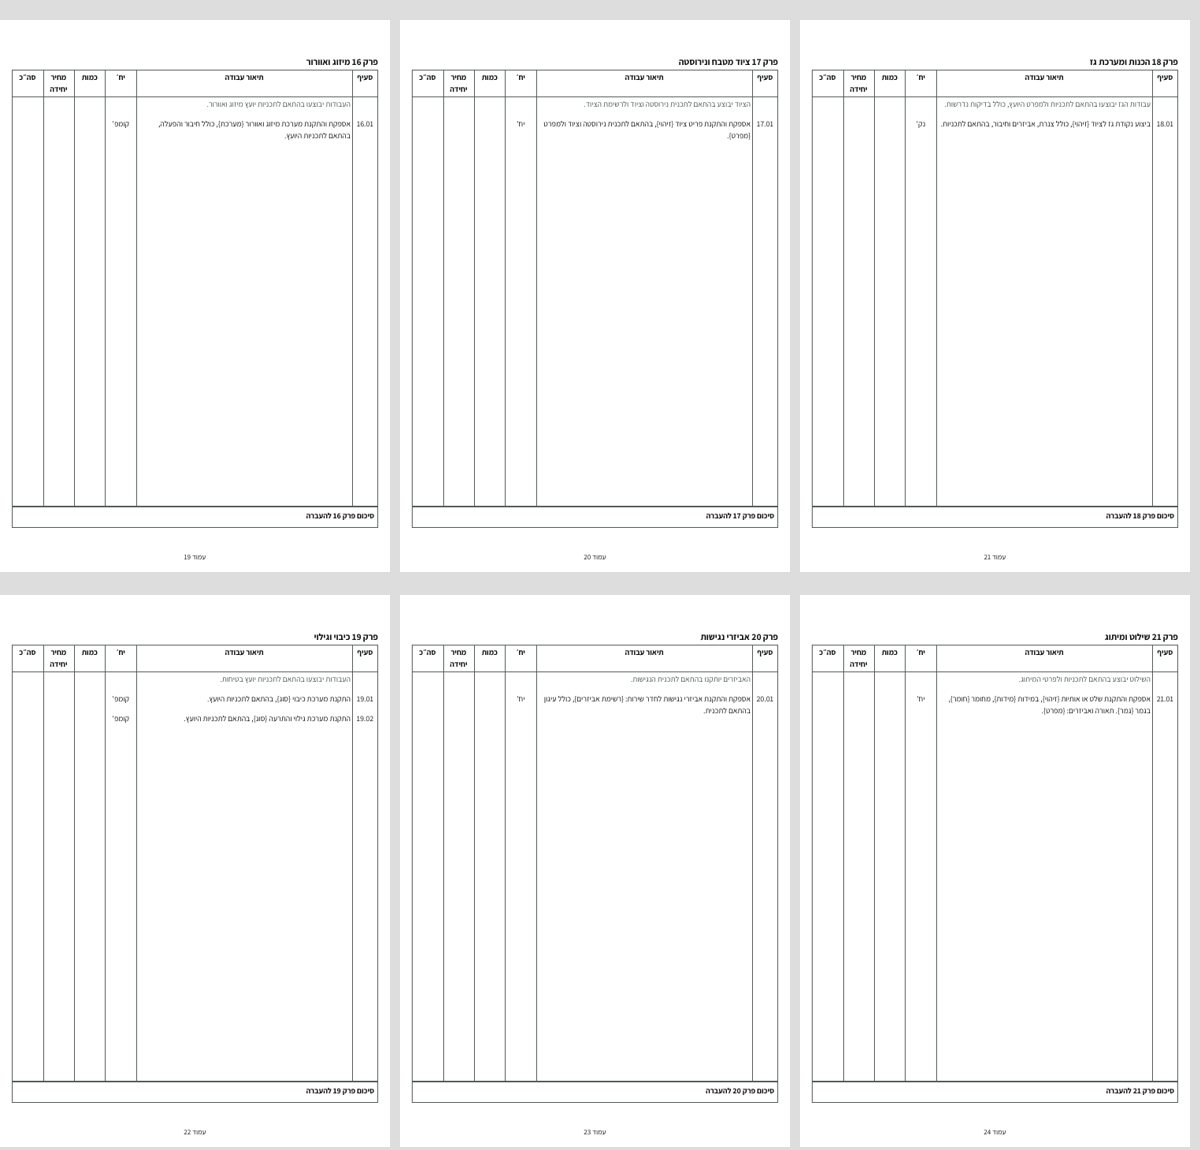 פרק 16 מיזוג ואוורור
סעיף תיאור עבודה יח׳ כמות מחיר יחידה סה״כ
העבודות יבוצעו בהתאם לתכניות יועץ מיזוג ואוורור.
16.01 אספקת והתקנת מערכת מיזוג ואוורור {מערכת}, כולל חיבור והפעלה, קומפ'
בהתאם לתכניות היועץ.
סיכום פרק 16 להעברה
עמוד 19
פרק 17 ציוד מטבח ונירוסטה
סעיף תיאור עבודה יח׳ כמות מחיר יחידה סה״כ
הציוד יבוצע בהתאם לתכנית נירוסטה וציוד ולרשימת הציוד.
17.01 אספקת והתקנת פריט ציוד {זיהוי}, בהתאם לתכנית נירוסטה וציוד ולמפרט יח'
{מפרט}.
סיכום פרק 17 להעברה
עמוד 20
פרק 18 הכנות ומערכת גז
סעיף תיאור עבודה יח׳ כמות מחיר יחידה סה״כ
עבודות הגז יבוצעו בהתאם לתכניות ולמפרט היועץ, כולל בדיקות נדרשות.
18.01 ביצוע נקודת גז לציוד {זיהוי}, כולל צנרת, אביזרים וחיבור, בהתאם לתכניות. נק'
סיכום פרק 18 להעברה
עמוד 21
פרק 19 כיבוי וגילוי
סעיף תיאור עבודה יח׳ כמות מחיר יחידה סה״כ
העבודות יבוצעו בהתאם לתכניות יועץ בטיחות.
19.01 התקנת מערכת כיבוי {סוג}, בהתאם לתכניות היועץ. קומפ'
19.02 התקנת מערכת גילוי והתרעה {סוג}, בהתאם לתכניות היועץ. קומפ'
סיכום פרק 19 להעברה
עמוד 22
פרק 20 אביזרי נגישות
סעיף תיאור עבודה יח׳ כמות מחיר יחידה סה״כ
האביזרים יותקנו בהתאם לתכנית הנגישות.
20.01 אספקת והתקנת אביזרי נגישות לחדר שירות: {רשימת אביזרים}, כולל עיגון יח'
בהתאם לתכנית.
סיכום פרק 20 להעברה
עמוד 23
פרק 21 שילוט ומיתוג
סעיף תיאור עבודה יח׳ כמות מחיר יחידה סה״כ
השילוט יבוצע בהתאם לתכניות ולפרטי המיתוג.
21.01 אספקת והתקנת שלט או אותיות {זיהוי}, במידות {מידות}, מחומר {חומר}, יח'
בגמר {גמר}. תאורה ואביזרים: {מפרט}.
סיכום פרק 21 להעברה
עמוד 24